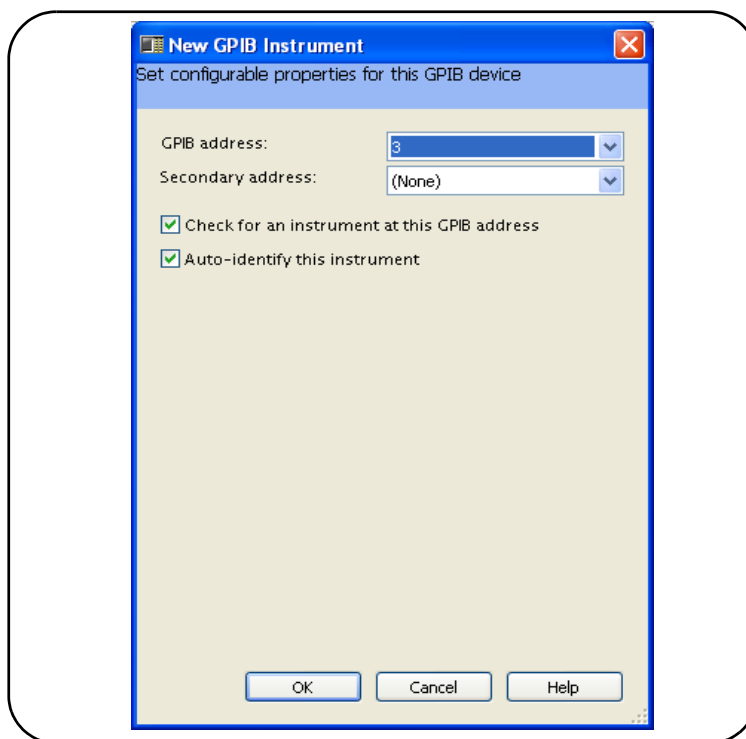 New GPIB Instrument
Set configurable properties for this GPIB device
GPIB address:
3
Secondary address:
(None)
Check for an instrument at this GPIB address
Auto-identify this instrument
OK
Cancel
Help